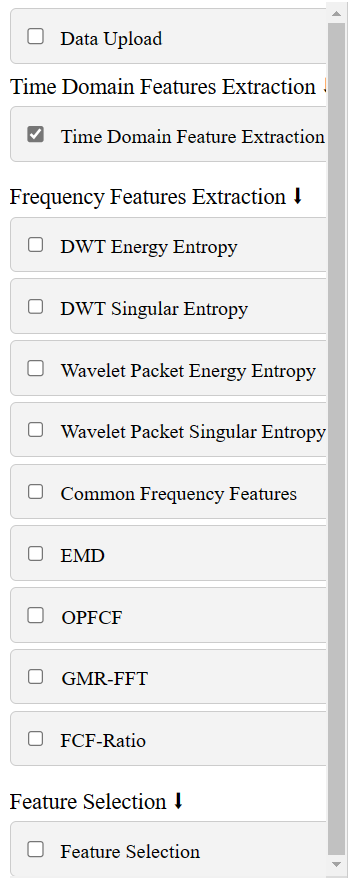 Data Upload
Time Domain Features Extraction
Time Domain Feature Extraction
Frequency Features Extraction ⬇
DWT Energy Entropy
DWT Singular Entropy
Wavelet Packet Energy Entropy
Wavelet Packet Singular Entropy
Common Frequency Features
EMD
OPFCF
GMR-FFT
FCF-Ratio
Feature Selection ⬇
Feature Selection